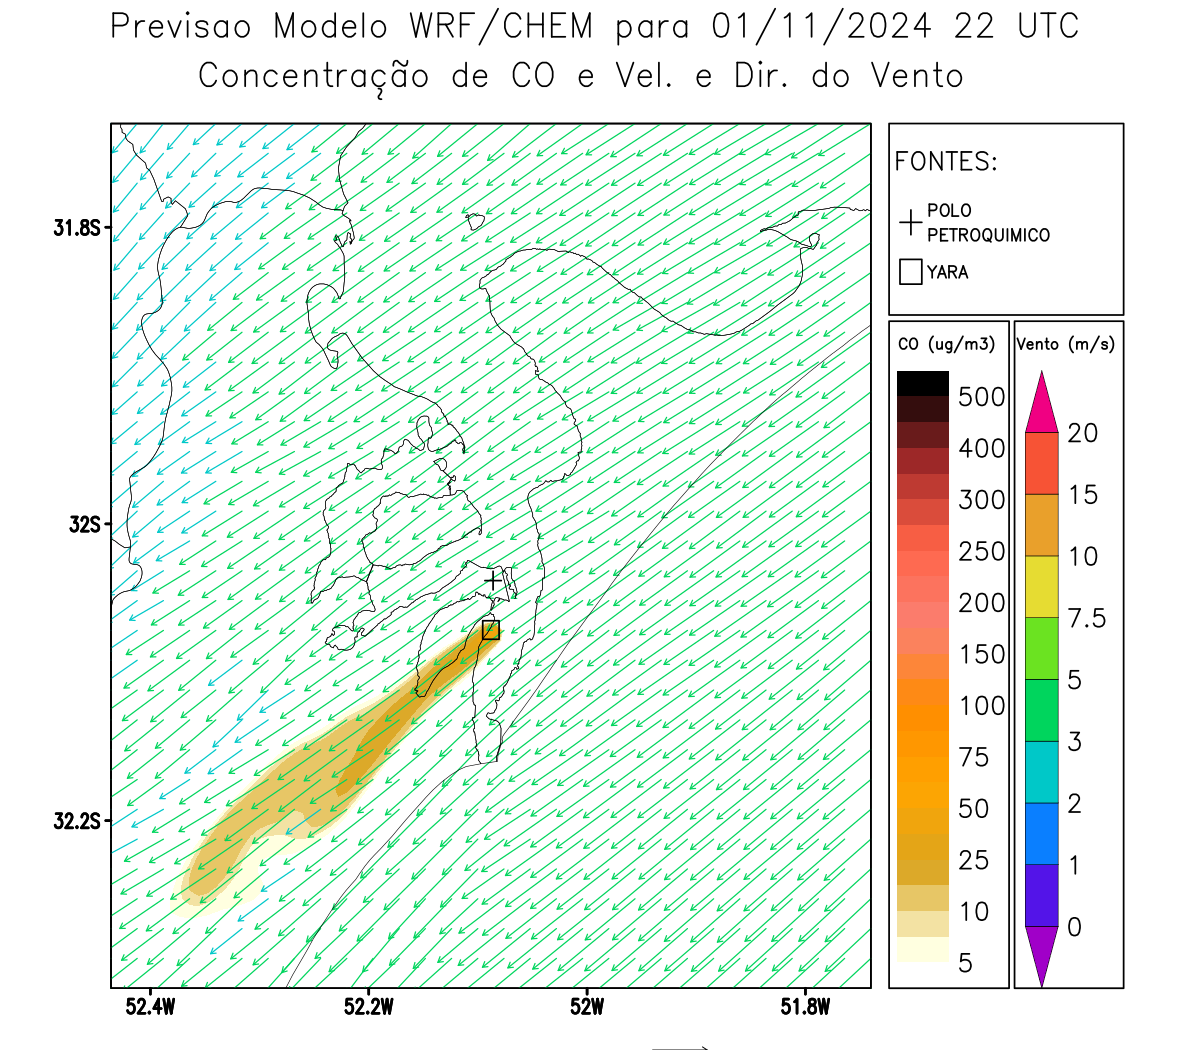 Previsao Modelo WRF/CHEM para 01/11/2024 22 UTC
Concentração de CO e Vel. e Dir. do Vento
FONTES:
POLO
PETROQUIMICO
YARA
CO (ug/m3)
500
400
300
250
200
150
100
75
50
25
10
5
Vento (m/s)
20
15
10
7.5
5
3
2
1
0
31.8S
32S
32.2S
52.4W
52.2W
52W
51.8W